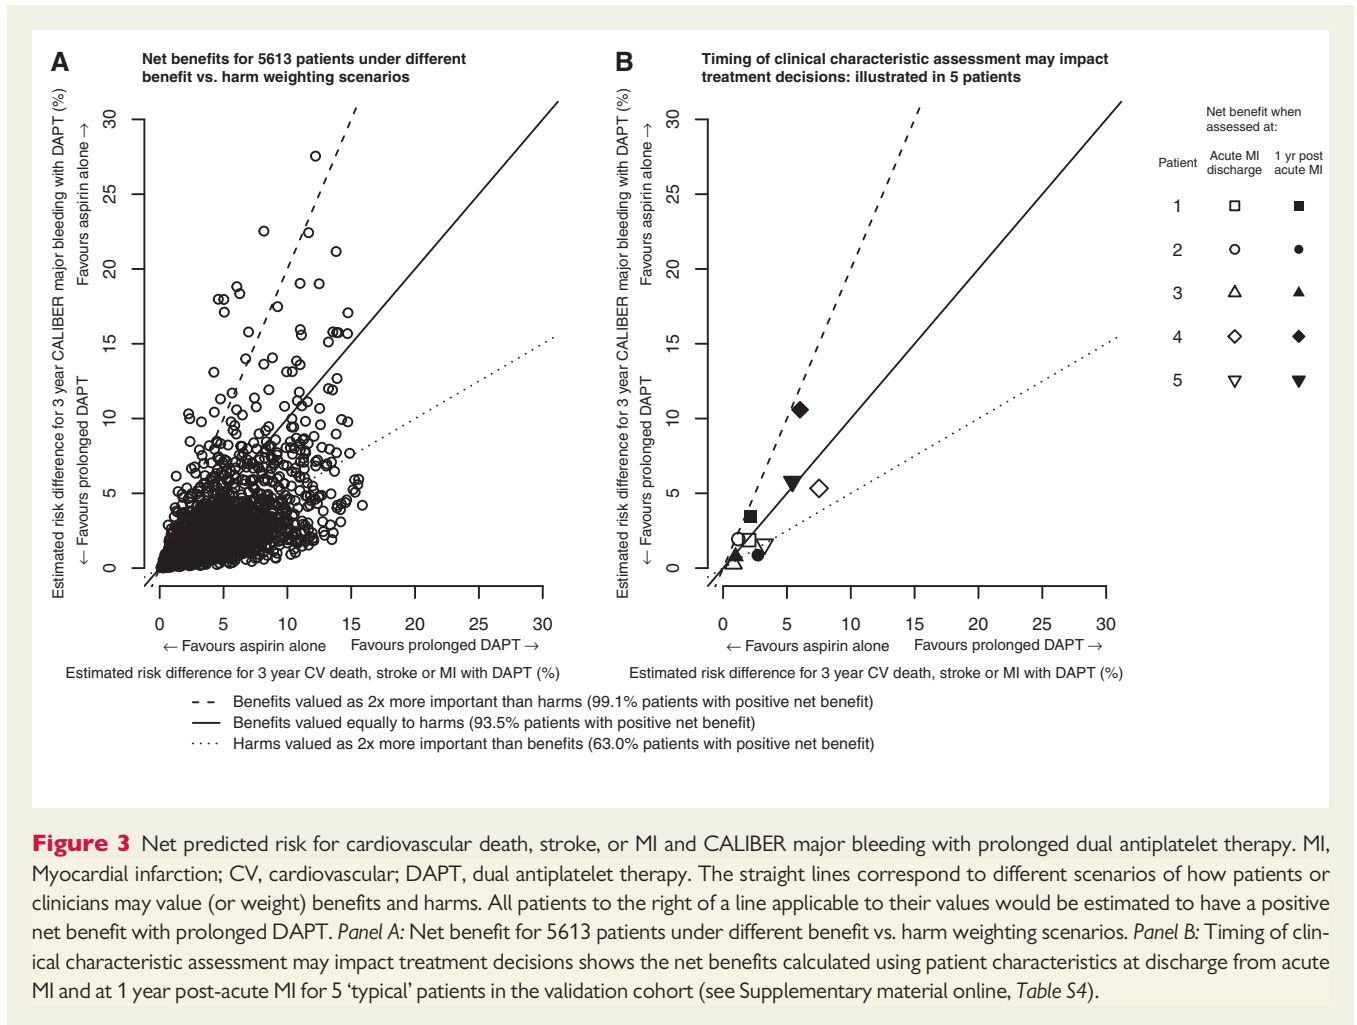 A
Net benefits for 5613 patients under different
benefit vs. harm weighting scenarios
Estimated risk difference for 3 year CALIBER major bleeding with DAPT (%)
← Favours prolonged DAPT
Favours aspirin alone →
30
25
20
15
10
5
0
0 5 10 15 20 25 30
← Favours aspirin alone Favours prolonged DAPT →
Estimated risk difference for 3 year CV death, stroke or MI with DAPT (%)
B
Timing of clinical characteristic assessment may impact
treatment decisions: illustrated in 5 patients
Estimated risk difference for 3 year CALIBER major bleeding with DAPT (%)
← Favours prolonged DAPT
Favours aspirin alone →
30
25
20
15
10
5
0
0 5 10 15 20 25 30
← Favours aspirin alone Favours prolonged DAPT →
Estimated risk difference for 3 year CV death, stroke or MI with DAPT (%)
Net benefit when
assessed at:
Patient Acute MI discharge 1 yr post acute MI
1
2
3
4
5
Benefits valued as 2x more important than harms (99.1% patients with positive net benefit)
Benefits valued equally to harms (93.5% patients with positive net benefit)
Harms valued as 2x more important than benefits (63.0% patients with positive net benefit)
Figure 3 Net predicted risk for cardiovascular death, stroke, or MI and CALIBER major bleeding with prolonged dual antiplatelet therapy. MI,
Myocardial infarction; CV, cardiovascular; DAPT, dual antiplatelet therapy. The straight lines correspond to different scenarios of how patients or
clinicians may value (or weight) benefits and harms. All patients to the right of a line applicable to their values would be estimated to have a positive
net benefit with prolonged DAPT. Panel A: Net benefit for 5613 patients under different benefit vs. harm weighting scenarios. Panel B: Timing of clin-
ical characteristic assessment may impact treatment decisions shows the net benefits calculated using patient characteristics at discharge from acute
MI and at 1 year post-acute MI for 5 ‘typical’ patients in the validation cohort (see Supplementary material online, Table S4).